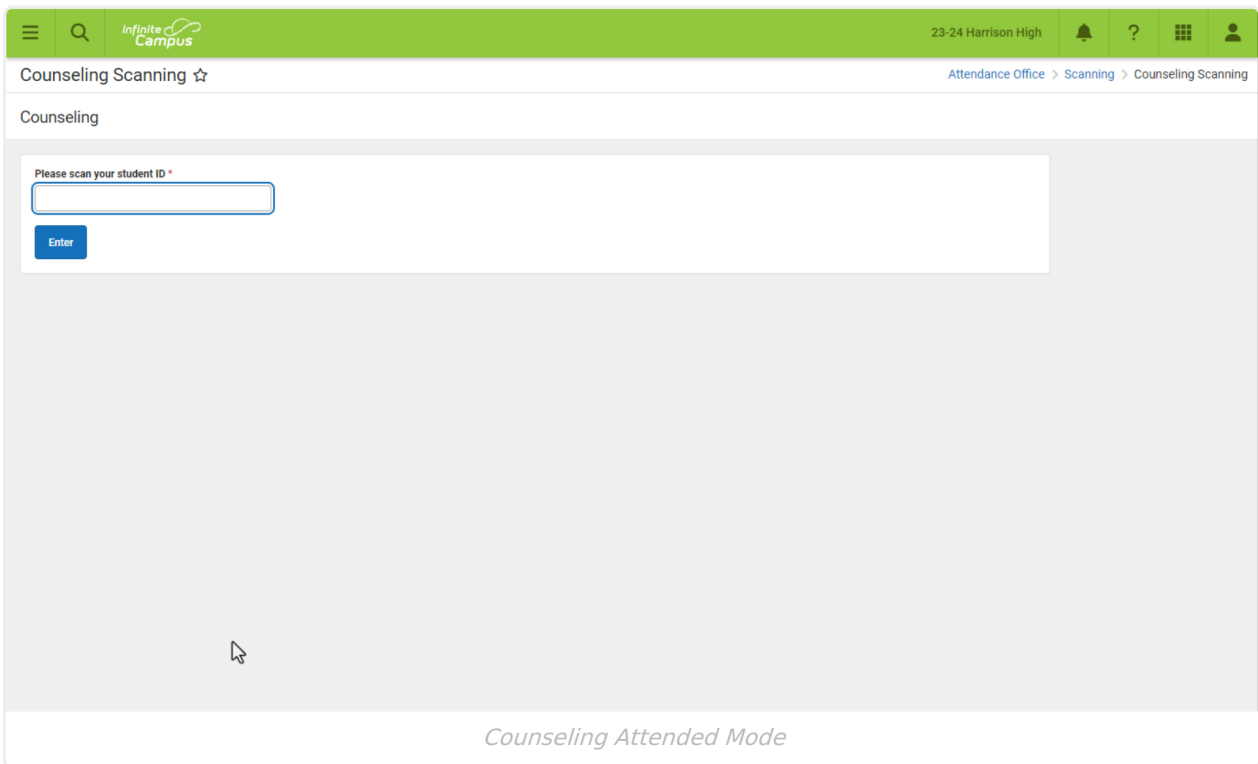 Infinite Campus
23-24 Harrison High
?
Counseling Scanning
Attendance Office > Scanning > Counseling Scanning
Counseling
Please scan your student ID *
Enter
Counseling Attended Mode